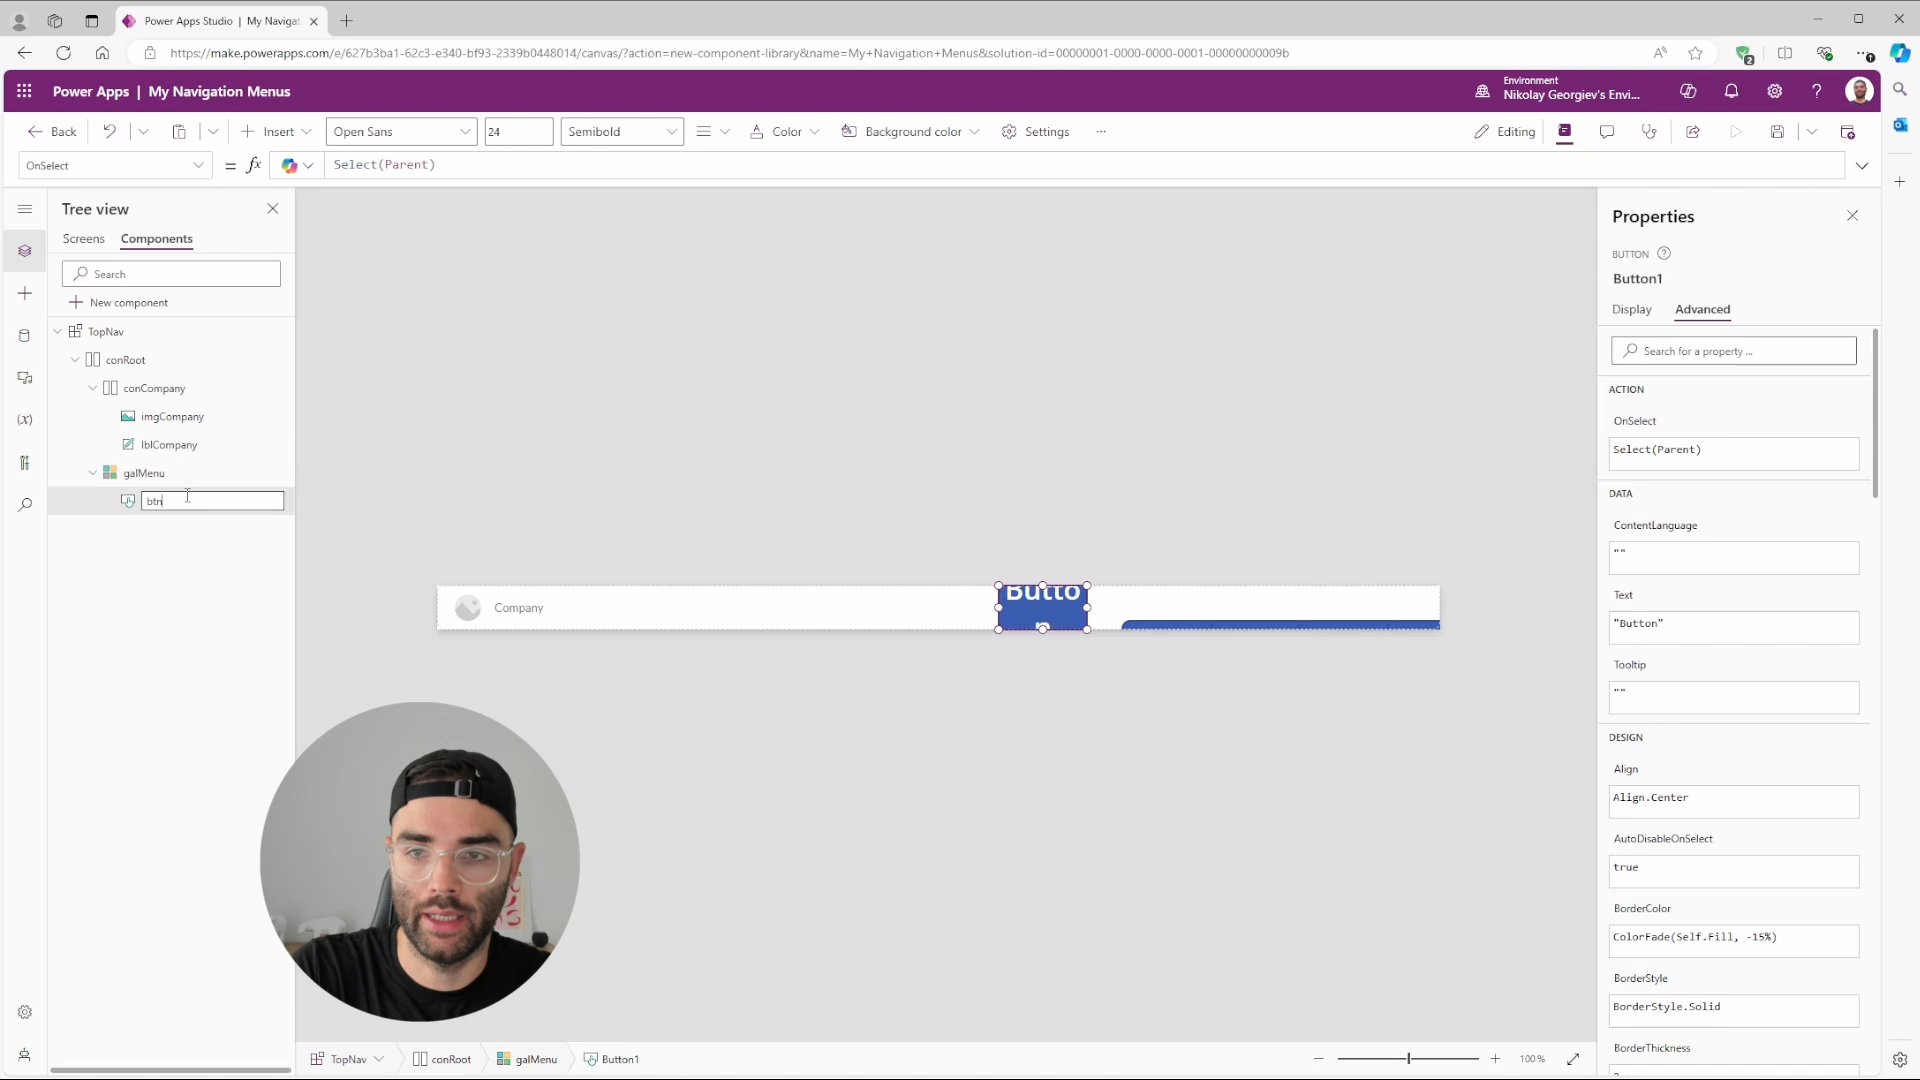 Power Apps Studio | My Navigat
https://make.powerapps.com/e/627b3ba1-62c3-e340-bf93-2339b0448014/canvas/?action=new-component-library&name=My+Navigation+Menus&solution-id=00000001-0000-0000-0001-00000000009b
Power Apps | My Navigation Menus
Environment
Nikolay Georgiev's Envi...
Back
Insert
Open Sans
24
Semibold
Color
Background color
Settings
Editing
OnSelect
= fx
Select(Parent)
Tree view
Screens
Components
Search
New component
TopNav
conRoot
conCompany
imgCompany
lblCompany
galMenu
btn
Company
Butto
n
Properties
BUTTON
Button1
Display
Advanced
Search for a property ...
ACTION
OnSelect
Select(Parent)
DATA
ContentLanguage
""
Text
"Button"
Tooltip
""
DESIGN
Align
Align.Center
AutoDisableOnSelect
true
BorderColor
ColorFade(Self.Fill, -15%)
BorderStyle
BorderStyle.Solid
BorderThickness
TopNav
conRoot
galMenu
Button1
100 %